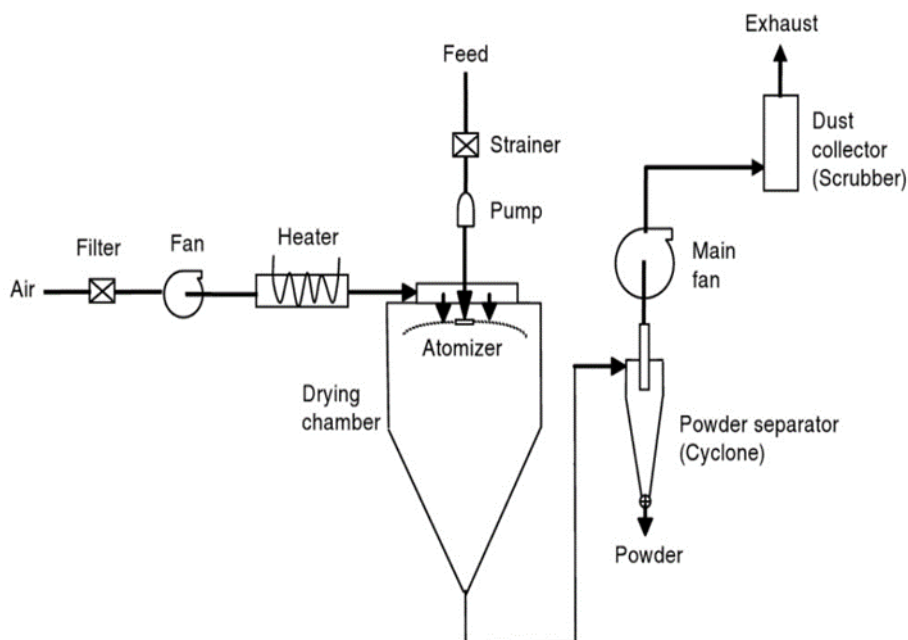 Exhaust
Feed
Dust
collector
(Scrubber)
Strainer
Pump
Main
fan
Heater
Fan
Filter
Air
Atomizer
Drying
chamber
Powder separator
(Cyclone)
Powder